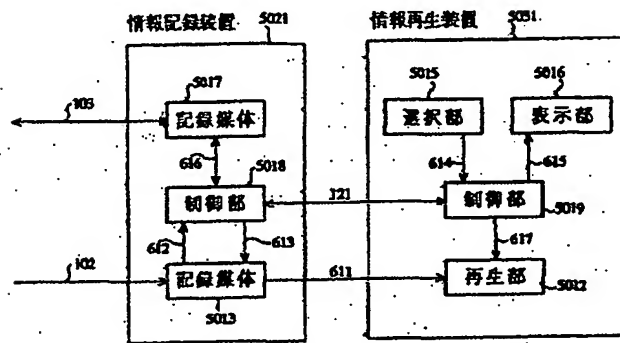 情報記録装置 5021
情報再生装置 5031
5017
5015
5016
103
記録媒体
選択部
表示部
616
5018
614
615
制御部
121
制御部
5019
612
613
617
102
記録媒体
611
再生部
5013
5012